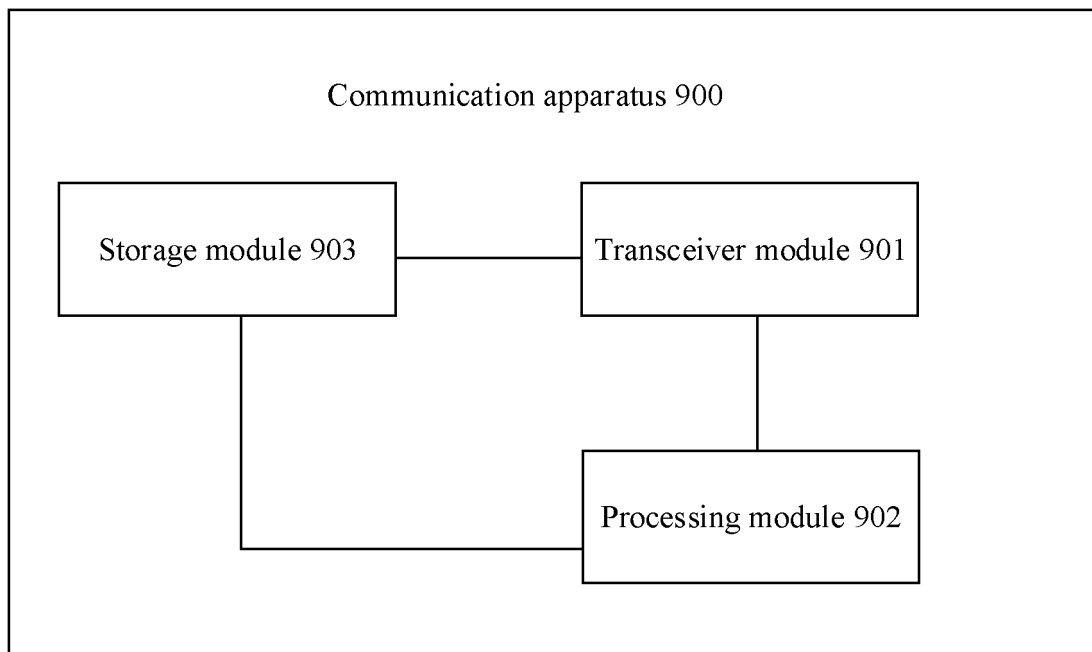 Communication apparatus 900
Storage module 903
Transceiver module 901
Processing module 902